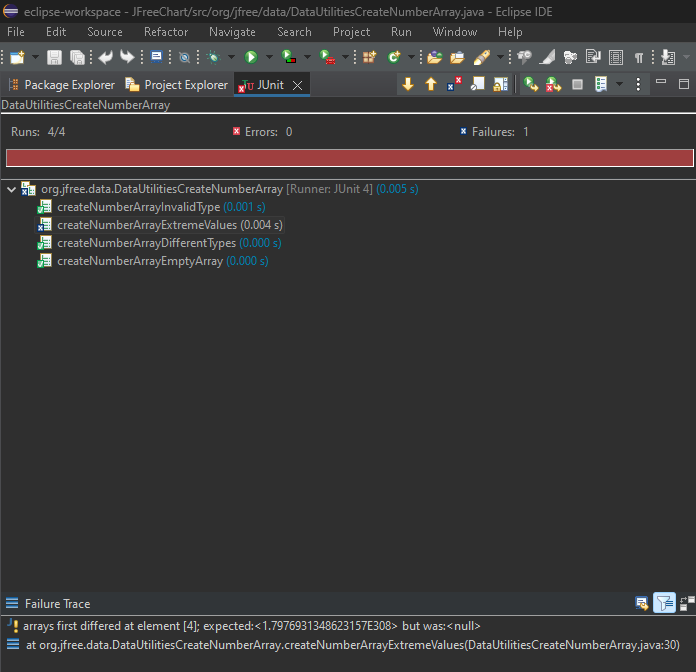 eclipse-workspace - JFreeChart/src/org/jfree/data/DataUtilitiesCreateNumberArray.java - Eclipse IDE
File Edit Source Refactor Navigate Search Project Run Window Help
Package Explorer Project Explorer JUnit
DataUtilitiesCreateNumberArray
Runs: 4/4 Errors: 0 Failures: 1
org.jfree.data.DataUtilitiesCreateNumberArray [Runner: JUnit 4] (0.005 s)
createNumberArrayInvalidType (0.001 s)
createNumberArrayExtremeValues (0.004 s)
createNumberArrayDifferentTypes (0.000 s)
createNumberArrayEmptyArray (0.000 s)
Failure Trace
arrays first differed at element [4]; expected:<1.7976931348623157E308> but was:<null>
at org.jfree.data.DataUtilitiesCreateNumberArray.createNumberArrayExtremeValues(DataUtilitiesCreateNumberArray.java:30)